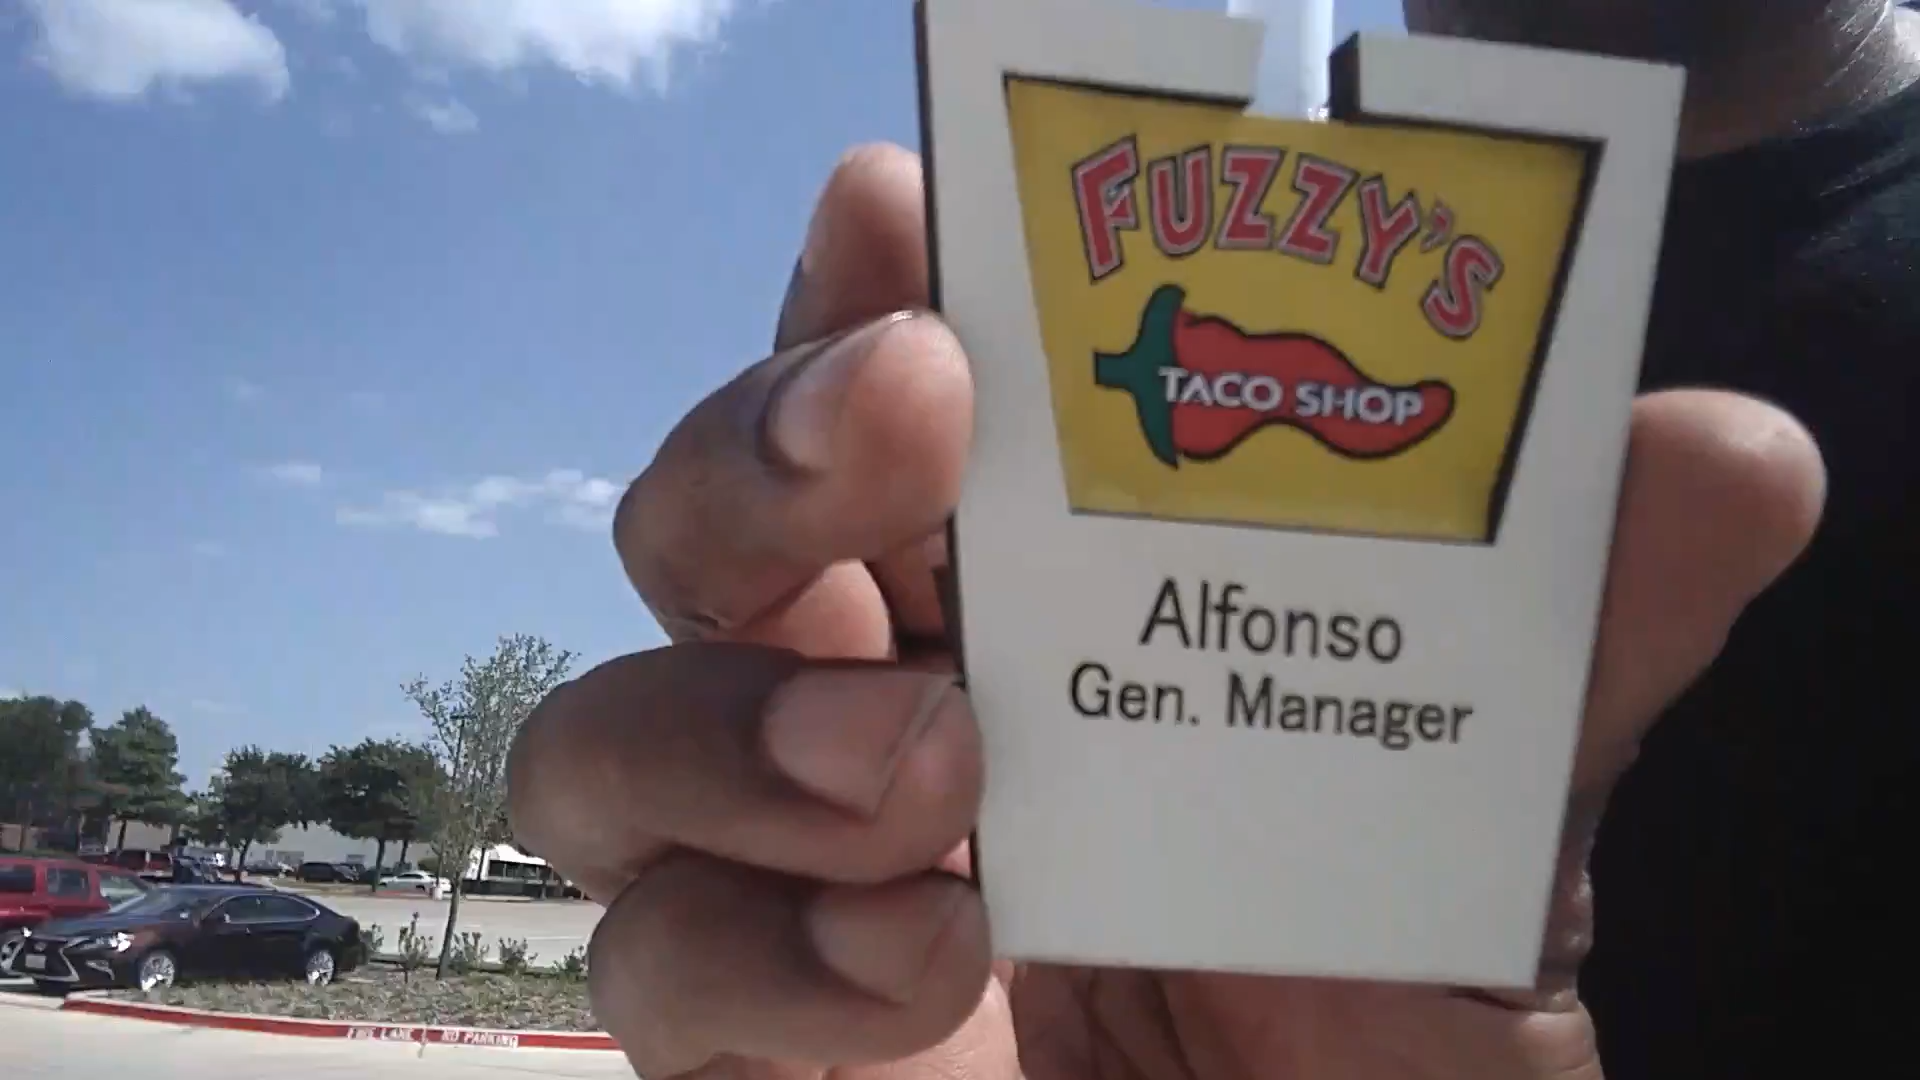 FUZZY'S
TACO SHOP
Alfonso
Gen. Manager
FIRE LANE NO PARKING